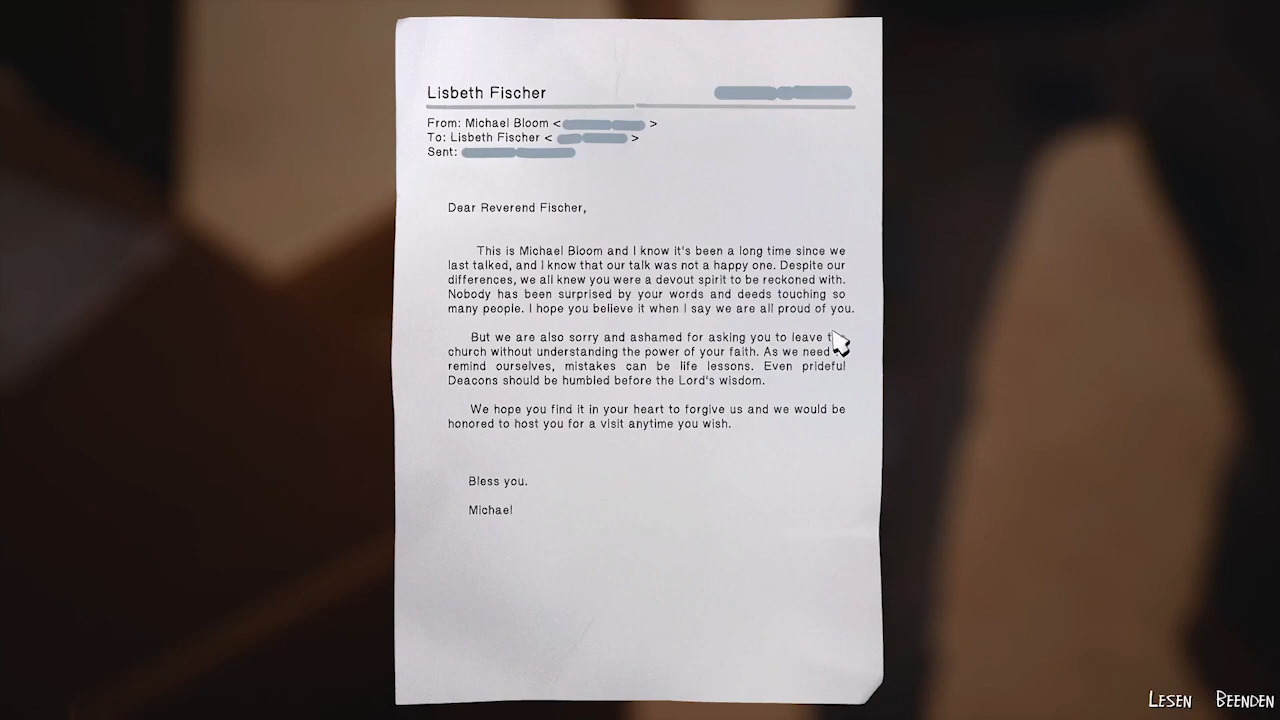 Lisbeth Fischer
From: Michael Bloom < >
To: Lisbeth Fischer < >
Sent:
Dear Reverend Fischer,
This is Michael Bloom and I know it's been a long time since we
last talked, and I know that our talk was not a happy one. Despite our
differences, we all knew you were a devout spirit to be reckoned with.
Nobody has been surprised by your words and deeds touching so
many people. I hope you believe it when I say we are all proud of you.
But we are also sorry and ashamed for asking you to leave
church without understanding the power of your faith. As we need
remind ourselves, mistakes can be life lessons. Even prideful
Deacons should be humbled before the Lord's wisdom.
We hope you find it in your heart to forgive us and we would be
honored to host you for a visit anytime you wish.
Bless you.
Michael
Lesen Beenden